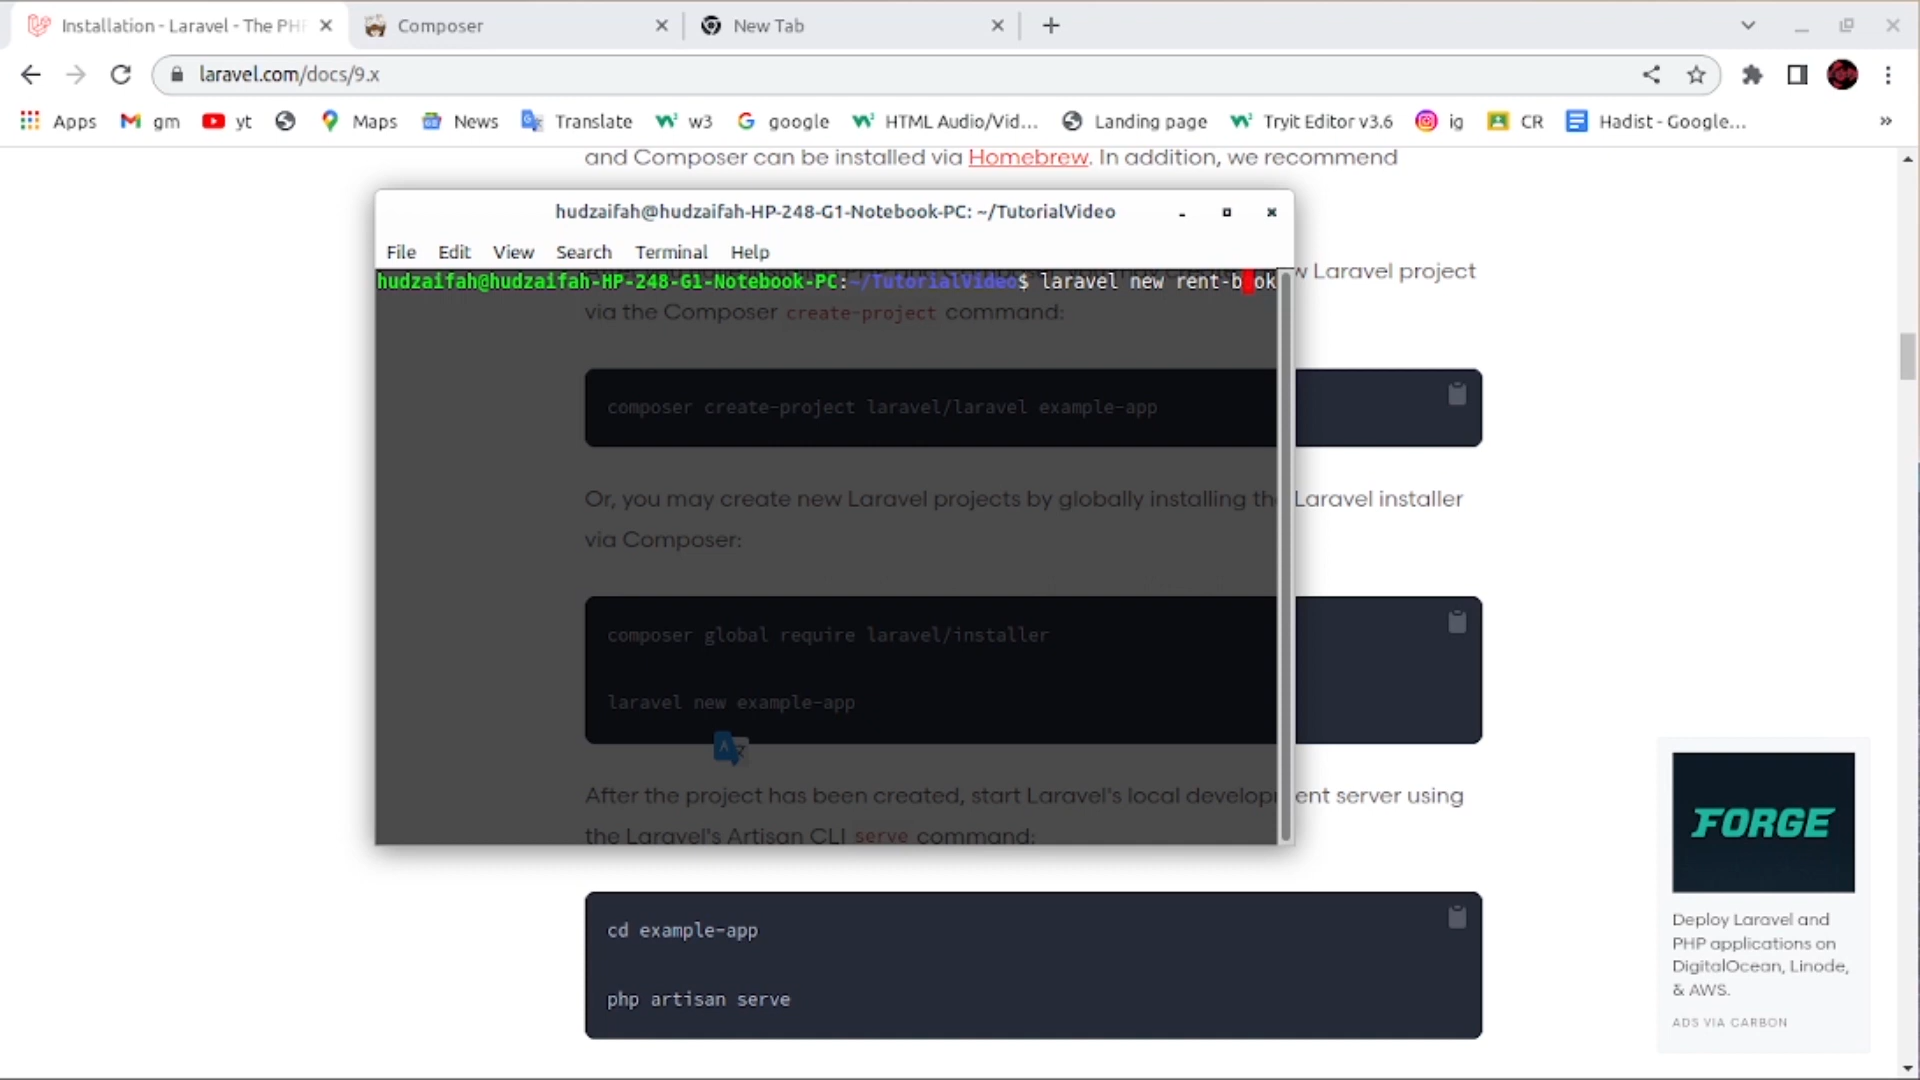 Installation - Laravel - The PHP
Composer
New Tab
laravel.com/docs/9.x
Apps gm yt Maps News Translate w3 google HTML Audio/Vid... Landing page Tryit Editor v3.6 ig CR Hadist - Google... »
and Composer can be installed via Homebrew. In addition, we recommend
hudzaifah@hudzaifah-HP-248-G1-Notebook-PC: ~/TutorialVideo
File Edit View Search Terminal Help
hudzaifah@hudzaifah-HP-248-G1-Notebook-PC:~/TutorialVideo$ laravel new rent-book
w Laravel project
via the Composer create-project command:
composer create-project laravel/laravel example-app
Or, you may create new Laravel projects by globally installing the Laravel installer
via Composer:
composer global require laravel/installer
laravel new example-app
After the project has been created, start Laravel's local development server using
the Laravel's Artisan CLI serve command:
cd example-app
php artisan serve
FORGE
Deploy Laravel and
PHP applications on
DigitalOcean, Linode,
& AWS.
ADS VIA CARBON